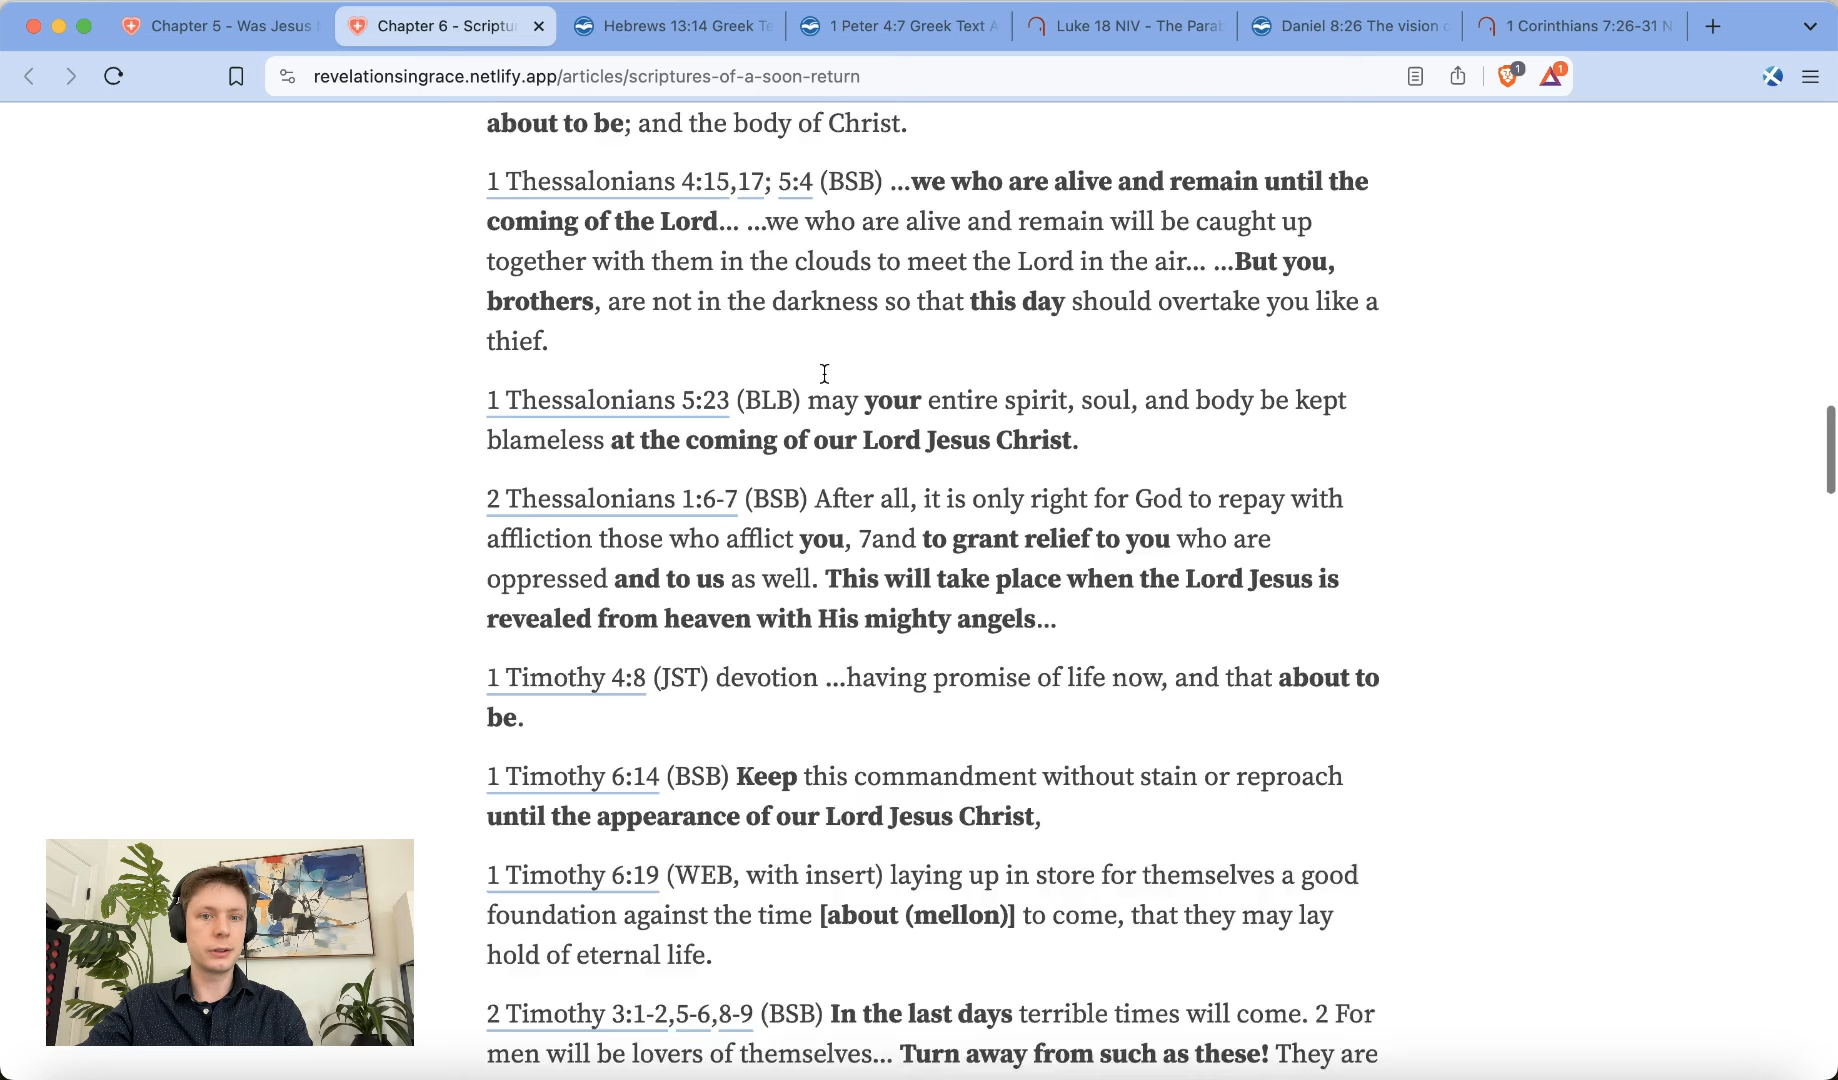 Chapter 5 - Was Jesus
Chapter 6 - Scriptur
Hebrews 13:14 Greek Te
1 Peter 4:7 Greek Text A
Luke 18 NIV - The Parab
Daniel 8:26 The vision o
1 Corinthians 7:26-31 N
revelationsingrace.netlify.app/articles/scriptures-of-a-soon-return
1
1
about to be; and the body of Christ.
1 Thessalonians 4:15,17; 5:4 (BSB) ...we who are alive and remain until the
coming of the Lord... ...we who are alive and remain will be caught up
together with them in the clouds to meet the Lord in the air... ...But you,
brothers, are not in the darkness so that this day should overtake you like a
thief.
1 Thessalonians 5:23 (BLB) may your entire spirit, soul, and body be kept
blameless at the coming of our Lord Jesus Christ.
2 Thessalonians 1:6-7 (BSB) After all, it is only right for God to repay with
affliction those who afflict you, 7and to grant relief to you who are
oppressed and to us as well. This will take place when the Lord Jesus is
revealed from heaven with His mighty angels...
1 Timothy 4:8 (JST) devotion ...having promise of life now, and that about to
be.
1 Timothy 6:14 (BSB) Keep this commandment without stain or reproach
until the appearance of our Lord Jesus Christ,
1 Timothy 6:19 (WEB, with insert) laying up in store for themselves a good
foundation against the time [about (mellon)] to come, that they may lay
hold of eternal life.
2 Timothy 3:1-2,5-6,8-9 (BSB) In the last days terrible times will come. 2 For
men will be lovers of themselves... Turn away from such as these! They are